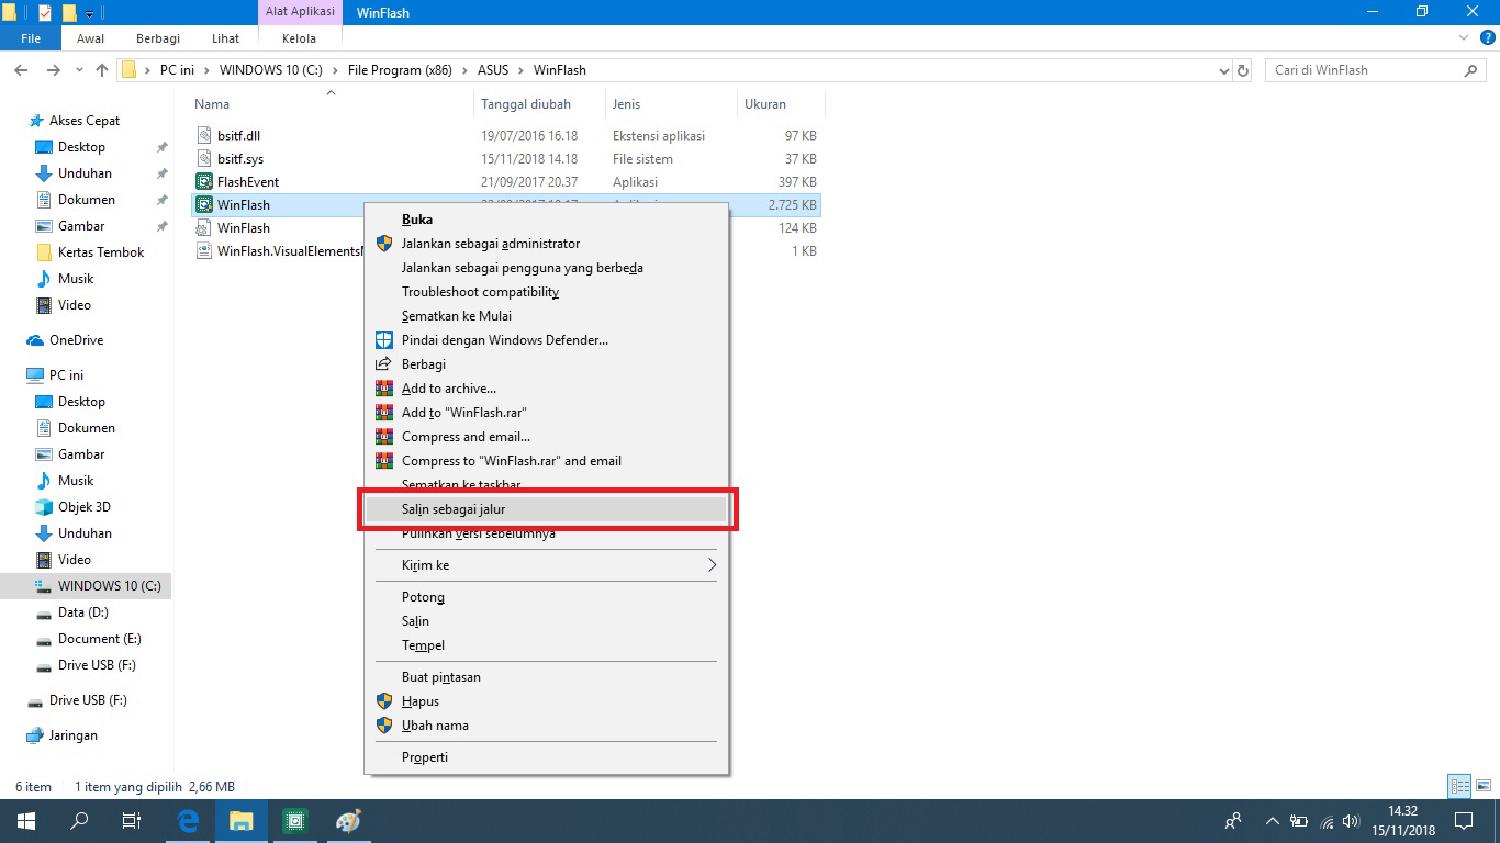 Alat Aplikasi
WinFlash
File
Awal
Berbagi
Lihat
Kelola
PC ini
WINDOWS 10 (C:)
File Program (x86)
ASUS
WinFlash
Cari di WinFlash
Nama
Tanggal diubah
Jenis
Ukuran
bsitf.dll
19/07/2016 16.18
Ekstensi aplikasi
97 KB
bsitf.sys
15/11/2018 14.18
File sistem
37 KB
FlashEvent
21/09/2017 20.37
Aplikasi
397 KB
WinFlash
2.725 KB
WinFlash
124 KB
WinFlash.VisualElements
1 KB
Akses Cepat
Desktop
Unduhan
Dokumen
Gambar
Kertas Tembok
Musik
Video
OneDrive
PC ini
Desktop
Dokumen
Gambar
Musik
Objek 3D
Unduhan
Video
WINDOWS 10 (C:)
Data (D:)
Document (E:)
Drive USB (F:)
Drive USB (F:)
Jaringan
Buka
Jalankan sebagai administrator
Jalankan sebagai pengguna yang berbeda
Troubleshoot compatibility
Sematkan ke Mulai
Pindai dengan Windows Defender...
Berbagi
Add to archive...
Add to "WinFlash.rar"
Compress and email...
Compress to "WinFlash.rar" and email
Sematkan ke taskbar
Salin sebagai jalur
Pulihkan versi sebelumnya
Kirim ke
Potong
Salin
Tempel
Buat pintasan
Hapus
Ubah nama
Properti
6 item
1 item yang dipilih 2,66 MB
14.32
15/11/2018